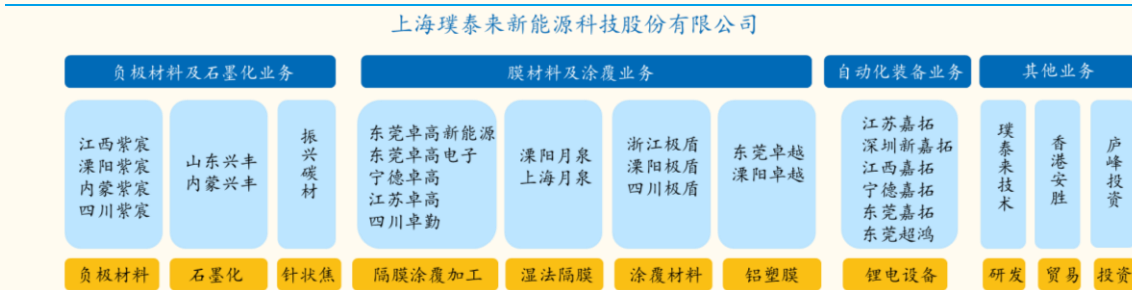 上海璞泰来新能源科技股份有限公司
负极材料及石墨化业务
膜材料及涂覆业务
自动化装备业务
其他业务
江西紫宸
溧阳紫宸
内蒙紫宸
四川紫宸
山东兴丰
内蒙兴丰
振兴碳材
东莞卓高新能源
东莞卓高电子
宁德卓高
江苏卓高
四川卓勤
溧阳月泉
上海月泉
浙江极盾
溧阳极盾
四川极盾
东莞卓越
溧阳卓越
江苏嘉拓
深圳新嘉拓
江西嘉拓
宁德嘉拓
东莞嘉拓
东莞超鸿
璞泰来技术
香港安胜
庐峰投资
负极材料
石墨化
针状焦
隔膜涂覆加工
湿法隔膜
涂覆材料
铝塑膜
锂电设备
研发
贸易
投资